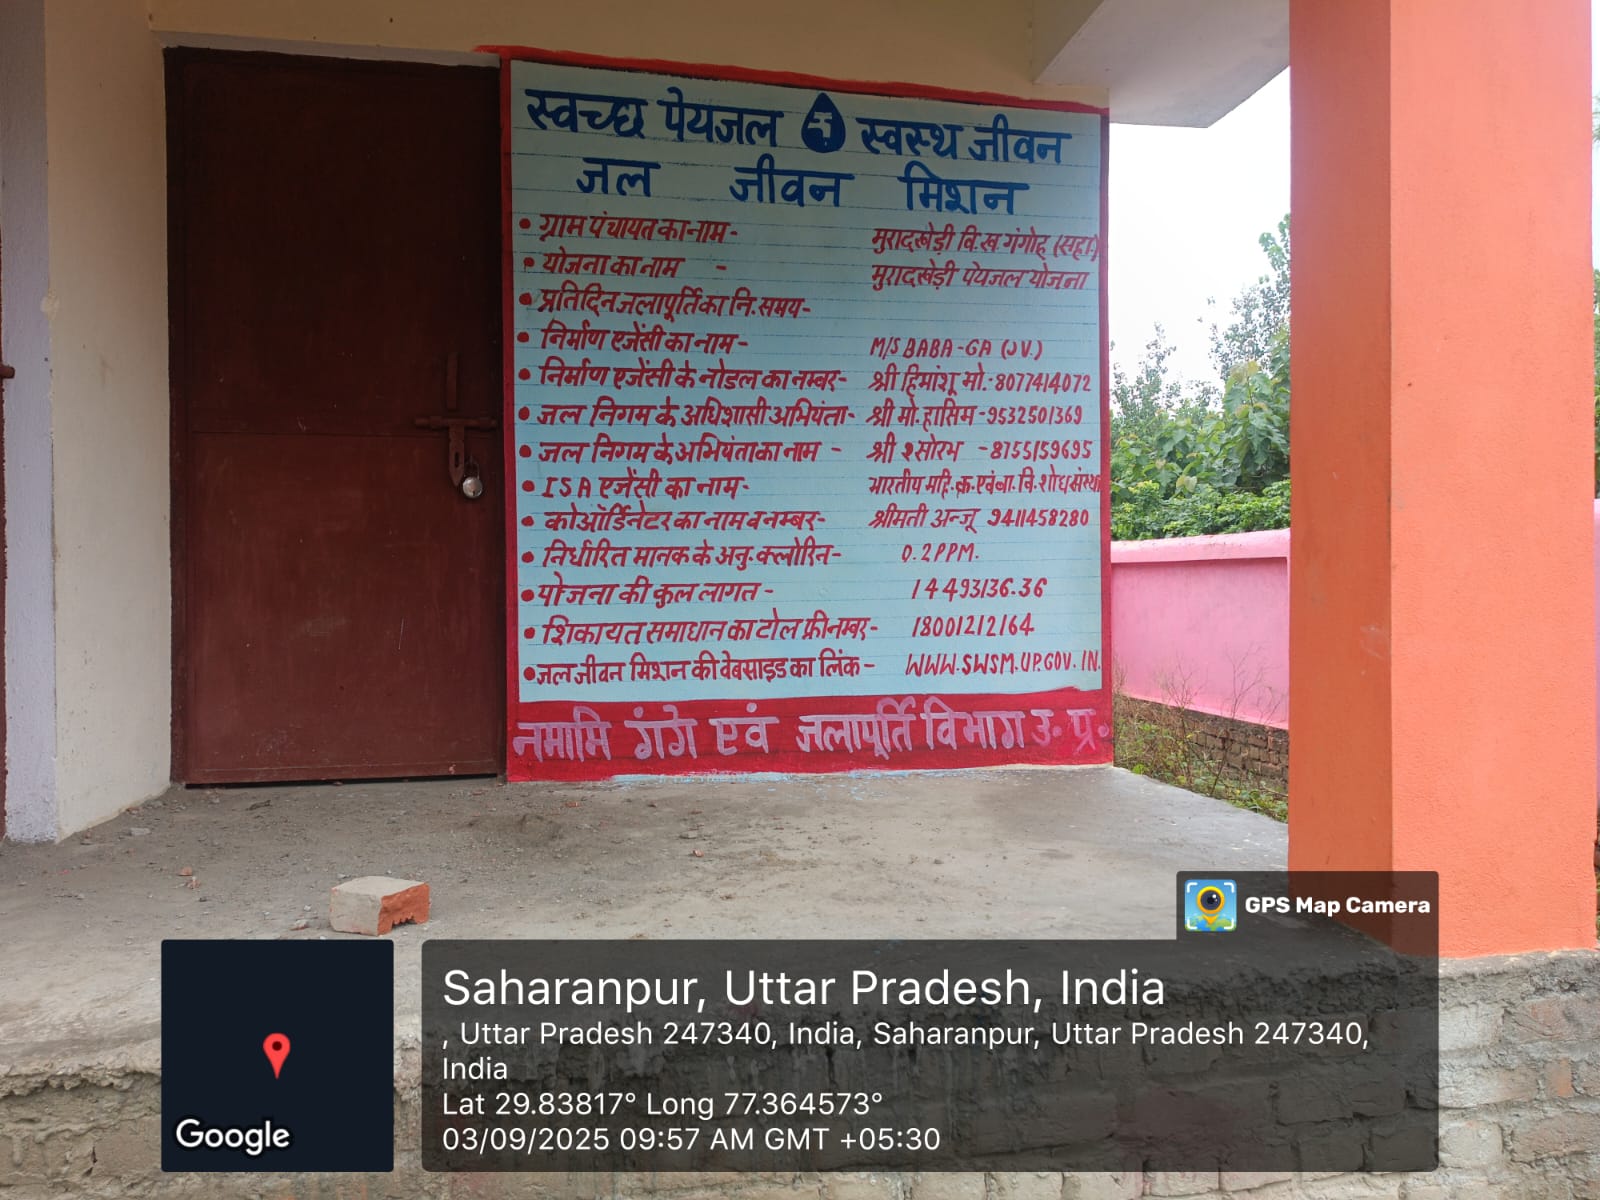 स्वच्छ पेयजल स्वस्थ जीवन
जल जीवन मिशन
• ग्राम पंचायत का नाम - मुरादखेड़ी वि.ख. गंगोह (सहा.)
• योजना का नाम - मुरादखेड़ी पेयजल योजना
• प्रतिदिन जलापूर्ति का नि. समय-
• निर्माण एजेंसी का नाम - M/S BABA-GA (JV.)
• निर्माण एजेंसी के नोडल का नम्बर- श्री हिमांशू मो.-8077414072
• जल निगम के अधिशासी अभियंता- श्री मो. हासिम -9532501369
• जल निगम के अभियंता का नाम - श्री -8755159695
• ISA एजेंसी का नाम- भारतीय महि. क. एवं बा. वि. शोध संस्था
• कोऑर्डिनेटर का नाम व नम्बर- श्रीमती अन्जू 9411458280
• निर्धारित मानक के अनु. क्लोरिन- 0.2PPM.
• योजना की कुल लागत - 14493136.36
• शिकायत समाधान का टोल फ्री नम्बर- 18001212164
• जल जीवन मिशन की वेबसाइड का लिंक- WWW.SWSM.UP.GOV.IN.
नमामि गंगे एवं जलापूर्ति विभाग उ. प्र.
GPS Map Camera
Saharanpur, Uttar Pradesh, India
, Uttar Pradesh 247340, India, Saharanpur, Uttar Pradesh 247340,
India
Lat 29.83817° Long 77.364573°
03/09/2025 09:57 AM GMT +05:30
Google